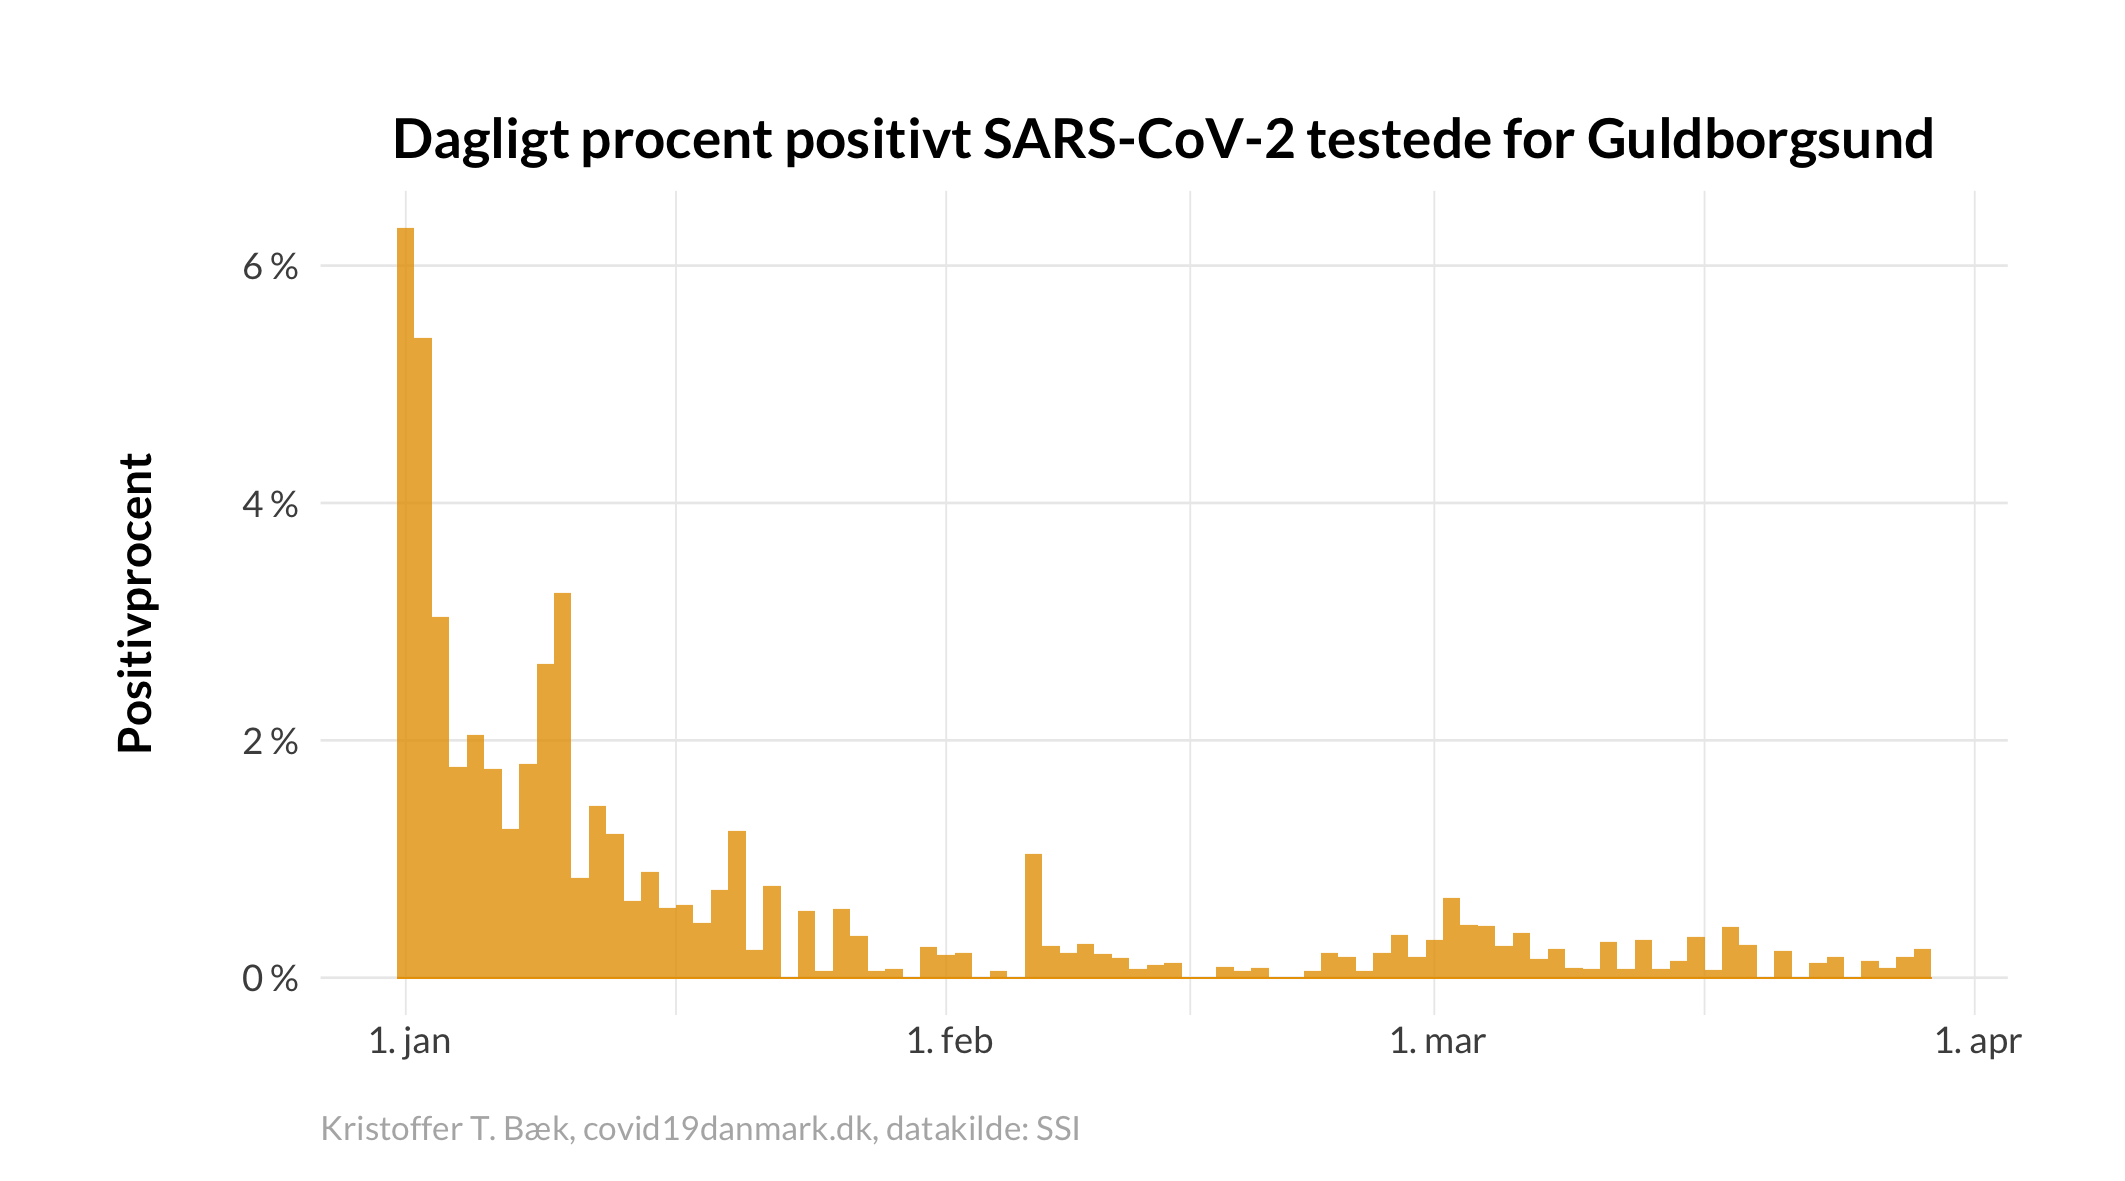 Dagligt procent positivt SARS-CoV-2 testede for Guldborgsund
Positivprocent
6 %
4 %
2 %
0 %
1. jan
1. feb
1. mar
1. apr
Kristoffer T. Bæk, covid19danmark.dk, datakilde: SSI